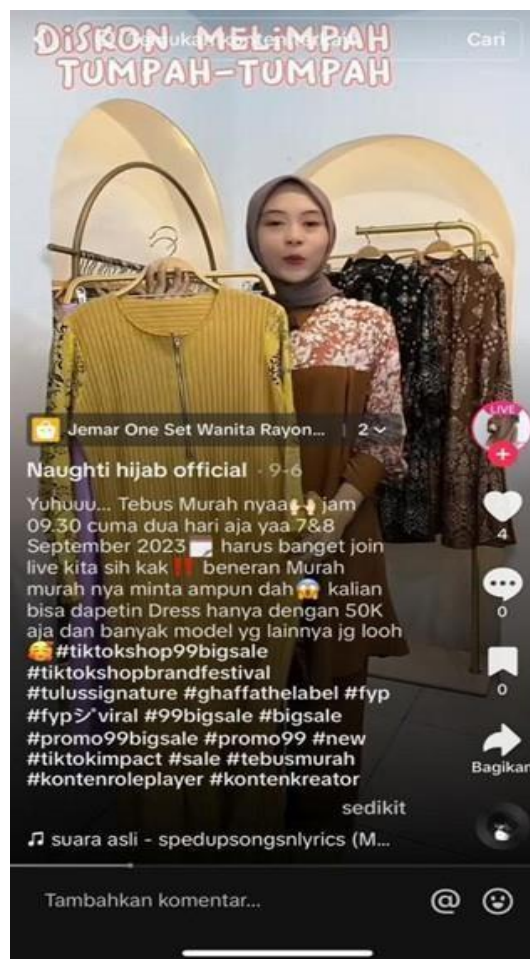 DISKON MELIMPAH
Cari
TUMPAH-TUMPAH
LIVE
Jemar One Set Wanita Rayon... | 2
Naughti hijab official · 9-6
4
Yuhuuu... Tebus Murah nyaa🙌 jam
09.30 cuma dua hari aja yaa 7&8
September 2023🗓️ harus banget join
live kita sih kak‼️ beneran Murah
murah nya minta ampun dah😱 kalian
bisa dapetin Dress hanya dengan 50K
aja dan banyak model yg lainnya jg looh
0
🥰#tiktokshop99bigsale
#tiktokshopbrandfestival
#tulussignature #ghaffathelabel #fyp
0
#fypシ゚viral #99bigsale #bigsale
#promo99bigsale #promo99 #new
#tiktokimpact #sale #tebusmurah
Bagikan
#kontenroleplayer #kontenkreator
sedikit
suara asli - spedupsongsnlyrics (M...
Tambahkan komentar...
@